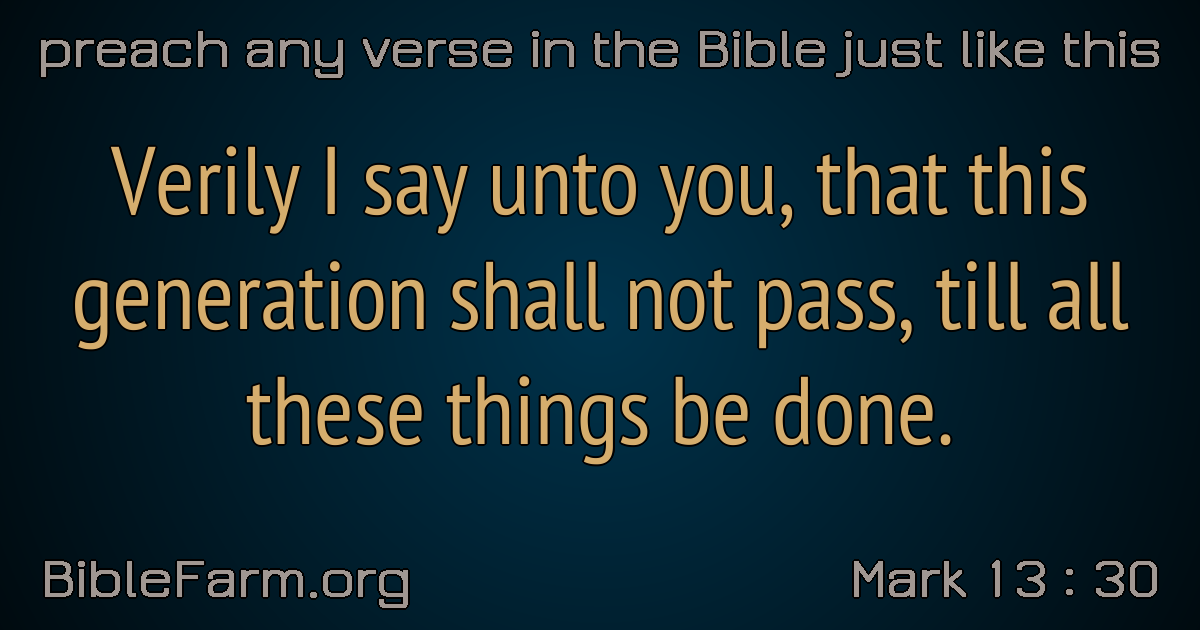 preach any verse in the Bible just like this
Verily I say unto you, that this
generation shall not pass, till all
these things be done.
BibleFarm.org
Mark 13 : 30